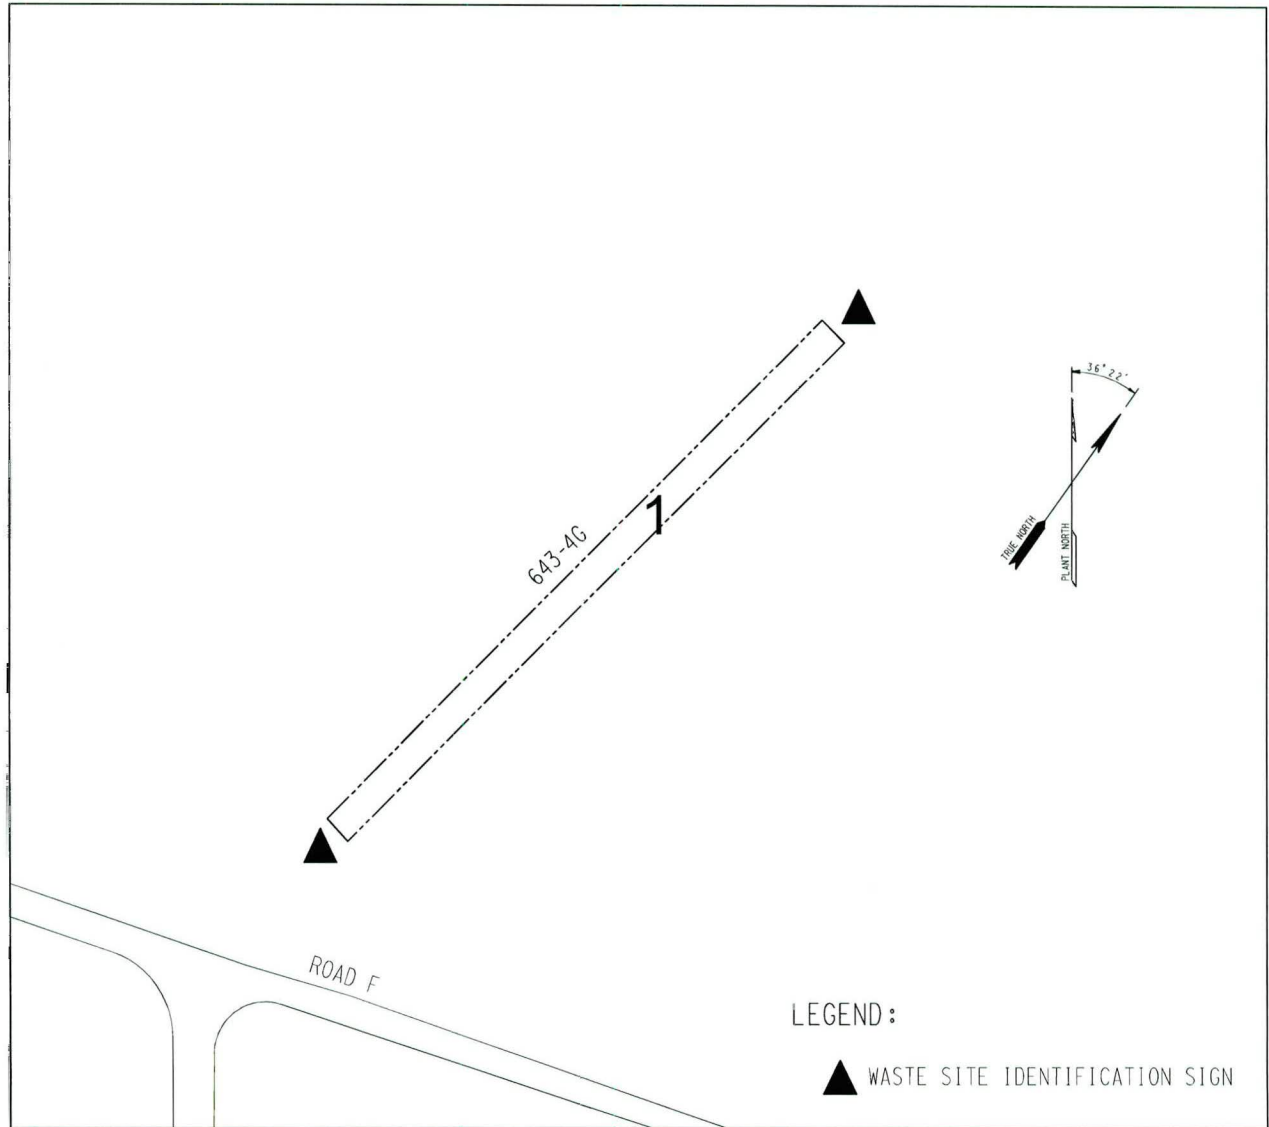 36° 22'
TRUE NORTH
PLANT NORTH
1
643-4G
ROAD F
LEGEND:
WASTE SITE IDENTIFICATION SIGN